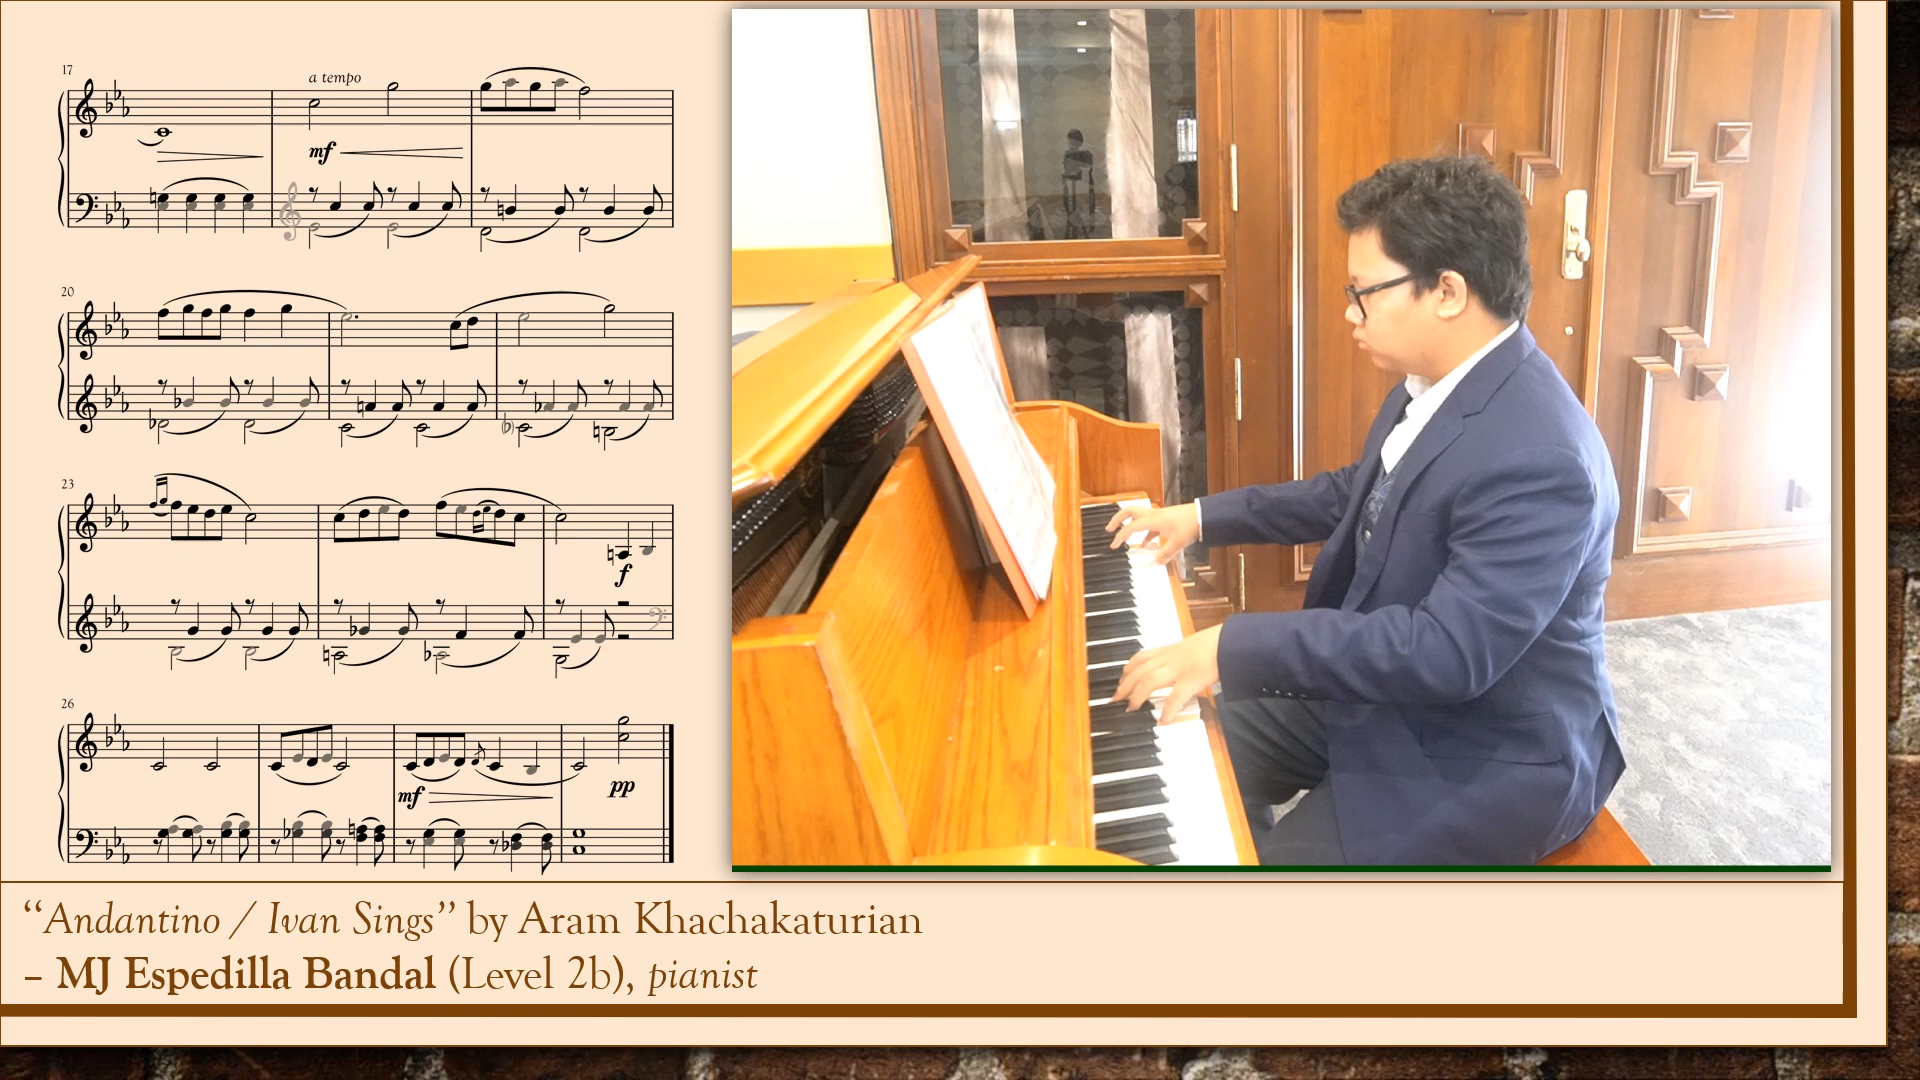 17
a tempo
mf
20
(♭)
23
f
26
mf
pp
“Andantino / Ivan Sings” by Aram Khachakaturian
– MJ Espedilla Bandal (Level 2b), pianist